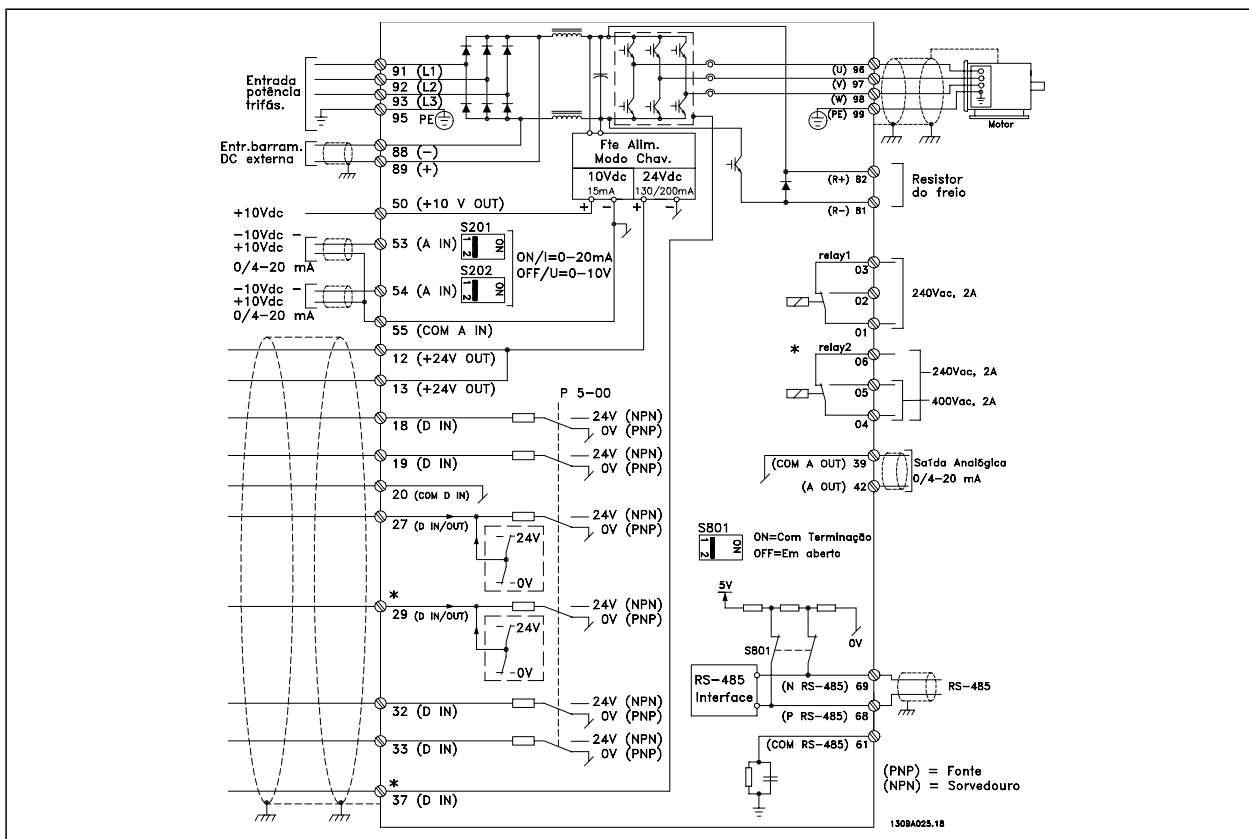 Entrada
potência
trifás.
91 (L1)
92 (L2)
93 (L3)
95 PE
Entr.barram.
DC externa
88 (-)
89 (+)
+10Vdc
50 (+10 V OUT)
-10Vdc -
+10Vdc
0/4-20 mA
53 (A IN)
S201
ON
1 2
-10Vdc -
+10Vdc
0/4-20 mA
54 (A IN)
S202
ON
1 2
ON/I=0-20mA
OFF/U=0-10V
55 (COM A IN)
12 (+24V OUT)
13 (+24V OUT)
P 5-00
18 (D IN)
24V (NPN)
0V (PNP)
19 (D IN)
24V (NPN)
0V (PNP)
20 (COM D IN)
27 (D IN/OUT)
24V (NPN)
0V (PNP)
24V
0V
*
29 (D IN/OUT)
24V (NPN)
0V (PNP)
24V
0V
32 (D IN)
24V (NPN)
0V (PNP)
33 (D IN)
24V (NPN)
0V (PNP)
*
37 (D IN)
Fte Alim.
Modo Chav.
10Vdc
15mA
24Vdc
130/200mA
+ - + -
(U) 96
(V) 97
(W) 98
(PE) 99
Motor
(R+) 82
(R-) 81
Resistor
do freio
relay1
03
02
01
240Vac, 2A
*
relay2
06
05
04
240Vac, 2A
400Vac, 2A
(COM A OUT) 39
(A OUT) 42
Saída Analógica
0/4-20 mA
S801
ON
1 2
ON=Com Terminação
OFF=Em aberto
5V
S801
0V
RS-485
Interface
(N RS-485) 69
RS-485
(P RS-485) 68
(COM RS-485) 61
(PNP) = Fonte
(NPN) = Sorvedouro
130BA025.18